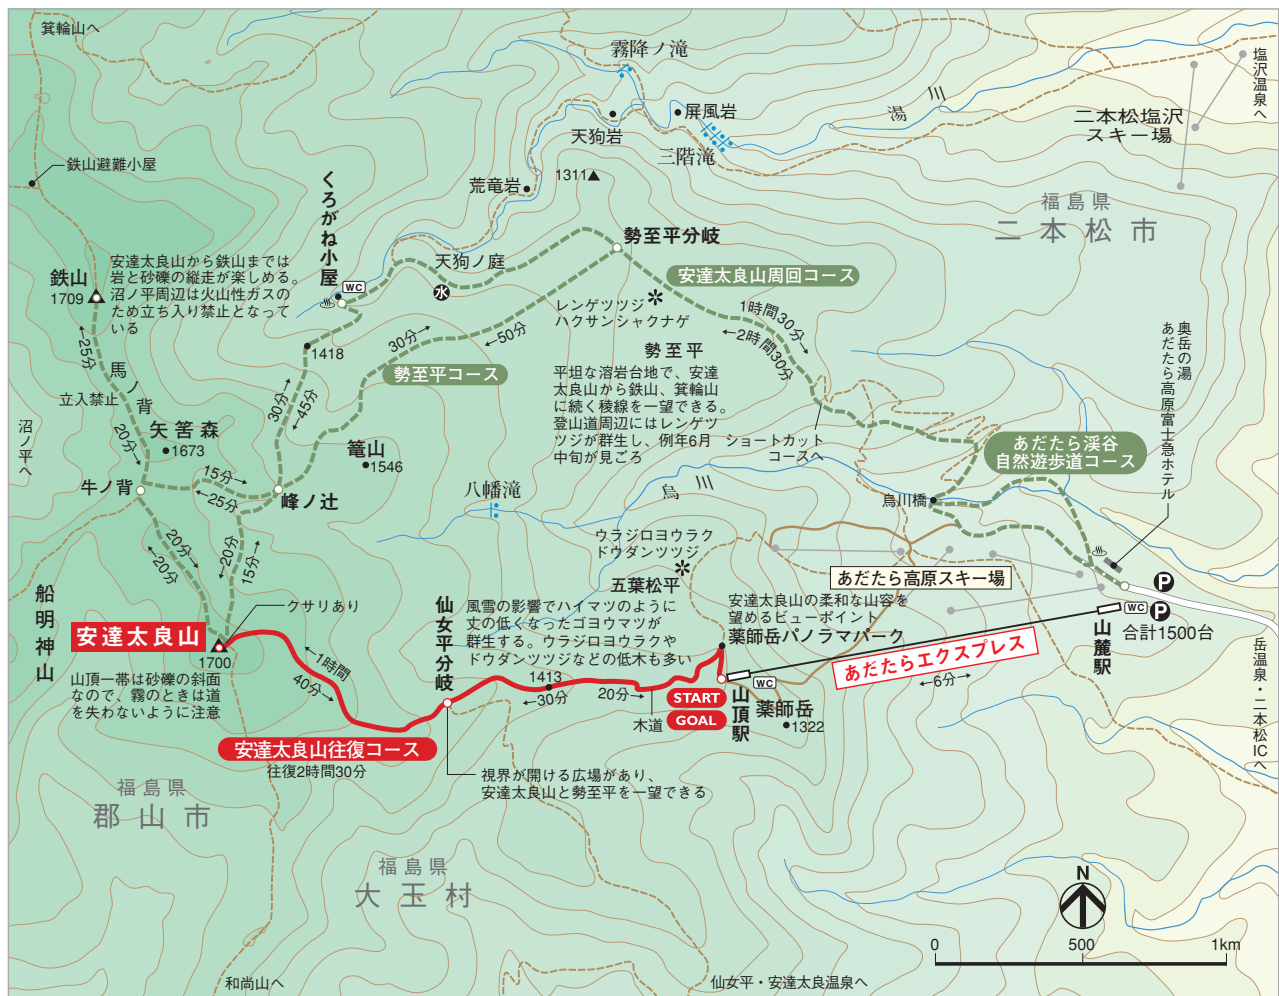 箕輪山へ
霧降ノ滝
屏風岩
天狗岩
三階滝
湯川
塩沢温泉へ
二本松塩沢
スキー場
鉄山避難小屋
荒竜岩
1311
くろがね小屋
WC
福島県
二本松市
勢至平分岐
天狗ノ庭
水
安達太良山周回コース
鉄山
1709
安達太良山から鉄山までは
岩と砂礫の縦走が楽しめる。
沼ノ平周辺は火山性ガスの
ため立ち入り禁止となって
いる
レンゲツツジ
ハクサンシャクナゲ
1時間30分→
←2時間30分
1418
30分→
←50分
勢至平コース
勢至平
平坦な溶岩台地で、安達
太良山から鉄山、箕輪山
に続く稜線を一望できる。
登山道周辺にはレンゲツ
ツジが群生し、例年6月
中旬が見ごろ
ショートカット
コースへ
奥岳の湯
あだたら高原富士急ホテル
あだたら渓谷
自然遊歩道コース
←25分
馬ノ背
立入禁止
沼ノ平へ
20分→
矢筈森
1673
30分→
←45分
篭山
1546
15分→
←25分
牛ノ背
峰ノ辻
八幡滝
烏川
烏川橋
20分→
←20分
←20分
15分→
ウラジロヨウラク
ドウダンツツジ
五葉松平
風雪の影響でハイマツのように
丈の低くなったゴヨウマツが
群生する。ウラジロヨウラクや
ドウダンツツジなどの低木も多い
あだたら高原スキー場
安達太良山の柔和な山容を
望めるビューポイント
薬師岳パノラマパーク
P
WC
P
合計1500台
山麓駅
船明神山
クサリあり
安達太良山
1700
山頂一帯は砂礫の斜面
なので、霧のときは道
を失わないように注意
←1時間
40分→
仙女平分岐
1413
←30分
20分→
木道
START
GOAL
WC
山頂駅
薬師岳
1322
あだたらエクスプレス
←6分→
岳温泉・二本松ICへ
安達太良山往復コース
往復2時間30分
視界が開ける広場があり、
安達太良山と勢至平を一望できる
福島県
郡山市
福島県
大玉村
N
0
500
1km
和尚山へ
仙女平・安達太良温泉へ